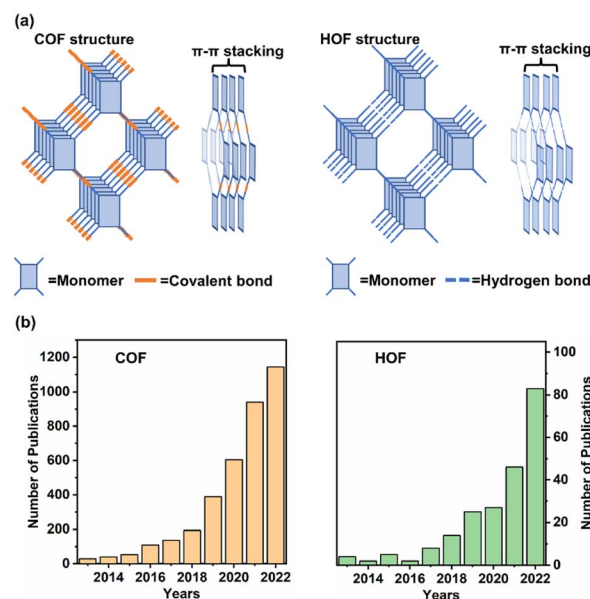 (a)
COF structure
π-π stacking
HOF structure
π-π stacking
=Monomer
=Covalent bond
=Monomer
=Hydrogen bond
(b)
COF
Number of Publications
0
200
400
600
800
1000
1200
2014
2016
2018
2020
2022
Years
HOF
Number of Publications
0
20
40
60
80
100
2014
2016
2018
2020
2022
Years